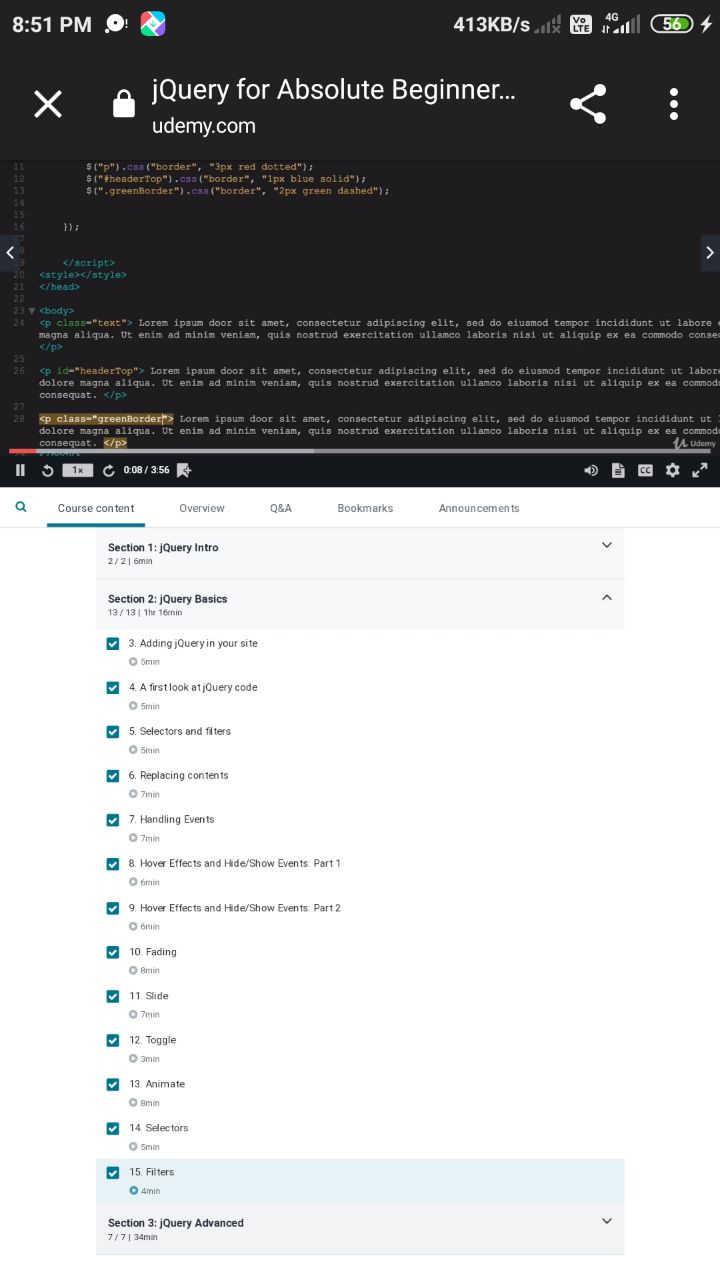 8:51 PM
413KB/s
Vo LTE
4G
56
jQuery for Absolute Beginner...
udemy.com
11 $("p").css("border", "3px red dotted");
12 $("#headerTop").css("border", "1px blue solid");
13 $(".greenBorder").css("border", "2px green dashed");
14
15
16 });
</script>
20 <style></style>
21 </head>
22
23 <body>
24 <p class="text"> Lorem ipsum door sit amet, consectetur adipiscing elit, sed do eiusmod tempor incididunt ut labore
magna aliqua. Ut enim ad minim veniam, quis nostrud exercitation ullamco laboris nisi ut aliquip ex ea commodo conse
</p>
25
26 <p id="headerTop"> Lorem ipsum door sit amet, consectetur adipiscing elit, sed do eiusmod tempor incididunt ut labore
dolore magna aliqua. Ut enim ad minim veniam, quis nostrud exercitation ullamco laboris nisi ut aliquip ex ea commod
consequat. </p>
27
28 <p class="greenBorder"> Lorem ipsum door sit amet, consectetur adipiscing elit, sed do eiusmod tempor incididunt ut
dolore magna aliqua. Ut enim ad minim veniam, quis nostrud exercitation ullamco laboris nisi ut aliquip ex ea commod
consequat. </p>
Udemy
1x
0:08 / 3:56
CC
Course content Overview Q&A Bookmarks Announcements
Section 1: jQuery Intro
2 / 2 | 6min
Section 2: jQuery Basics
13 / 13 | 1hr 16min
3. Adding jQuery in your site
5min
4. A first look at jQuery code
5min
5. Selectors and filters
5min
6. Replacing contents
7min
7. Handling Events
7min
8. Hover Effects and Hide/Show Events: Part 1
6min
9. Hover Effects and Hide/Show Events: Part 2
6min
10. Fading
8min
11. Slide
7min
12. Toggle
3min
13. Animate
8min
14. Selectors
5min
15. Filters
4min
Section 3: jQuery Advanced
7 / 7 | 34min